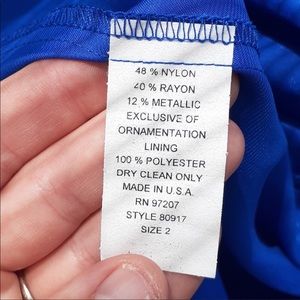 48 % NYLON
40 % RAYON
12 % METALLIC
EXCLUSIVE OF
ORNAMENTATION
LINING
100 % POLYESTER
DRY CLEAN ONLY
MADE IN U.S.A.
RN 97207
STYLE 80917
SIZE 2